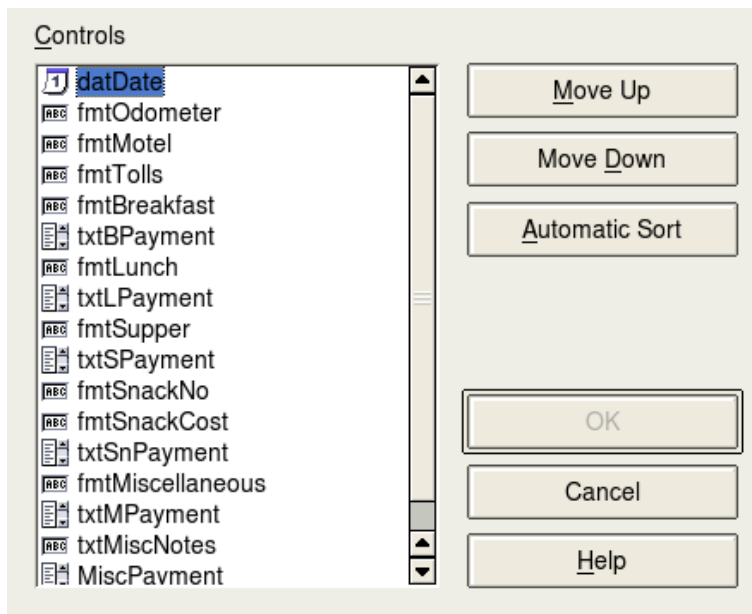 Controls
datDate
fmtOdometer
fmtMotel
fmtTolls
fmtBreakfast
txtBPayment
fmtLunch
txtLPayment
fmtSupper
txtSPayment
fmtSnackNo
fmtSnackCost
txtSnPayment
fmtMiscellaneous
txtMPayment
txtMiscNotes
MiscPayment
Move Up
Move Down
Automatic Sort
OK
Cancel
Help